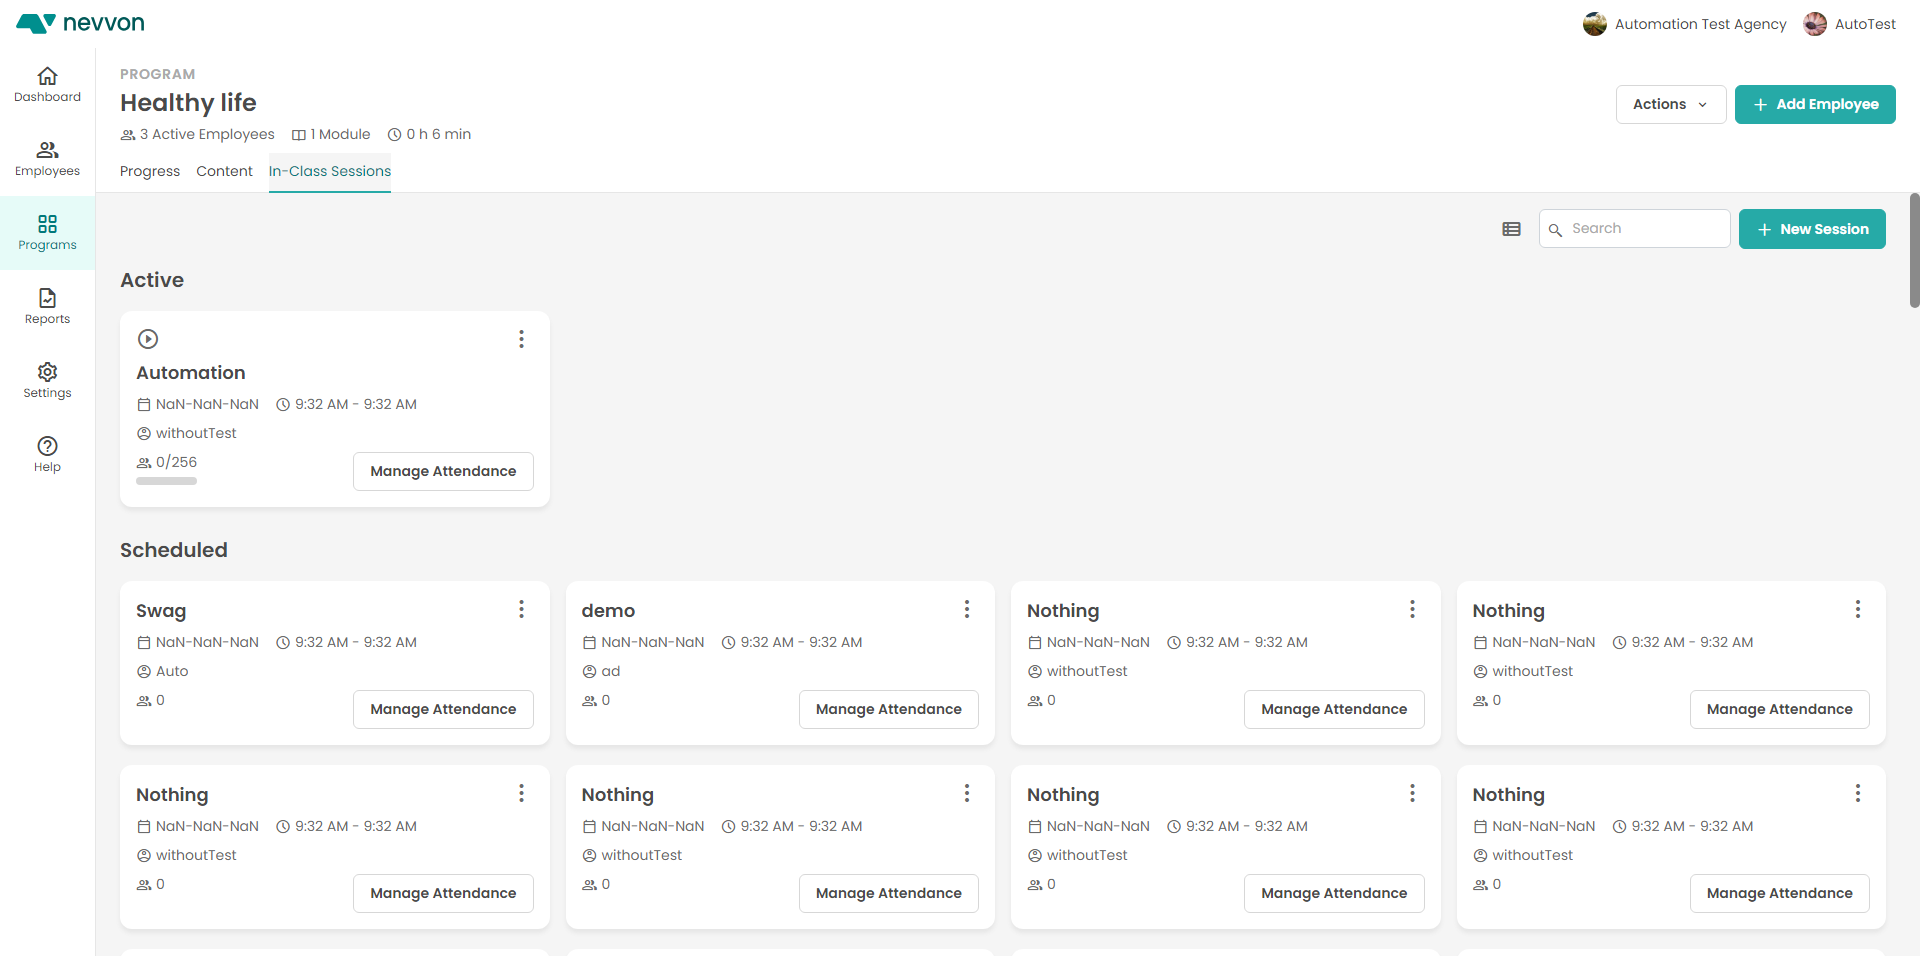 nevvon
Automation Test Agency
AutoTest
Dashboard
Employees
Programs
Reports
Settings
Help
PROGRAM
Healthy life
3 Active Employees 1 Module 0 h 6 min
Actions
Add Employee
Progress Content In-Class Sessions
Search
New Session
Active
Automation
NaN-NaN-NaN 9:32 AM - 9:32 AM
withoutTest
0/256
Manage Attendance
Scheduled
Swag
NaN-NaN-NaN 9:32 AM - 9:32 AM
Auto
0
Manage Attendance
demo
NaN-NaN-NaN 9:32 AM - 9:32 AM
ad
0
Manage Attendance
Nothing
NaN-NaN-NaN 9:32 AM - 9:32 AM
withoutTest
0
Manage Attendance
Nothing
NaN-NaN-NaN 9:32 AM - 9:32 AM
withoutTest
0
Manage Attendance
Nothing
NaN-NaN-NaN 9:32 AM - 9:32 AM
withoutTest
0
Manage Attendance
Nothing
NaN-NaN-NaN 9:32 AM - 9:32 AM
withoutTest
0
Manage Attendance
Nothing
NaN-NaN-NaN 9:32 AM - 9:32 AM
withoutTest
0
Manage Attendance
Nothing
NaN-NaN-NaN 9:32 AM - 9:32 AM
withoutTest
0
Manage Attendance